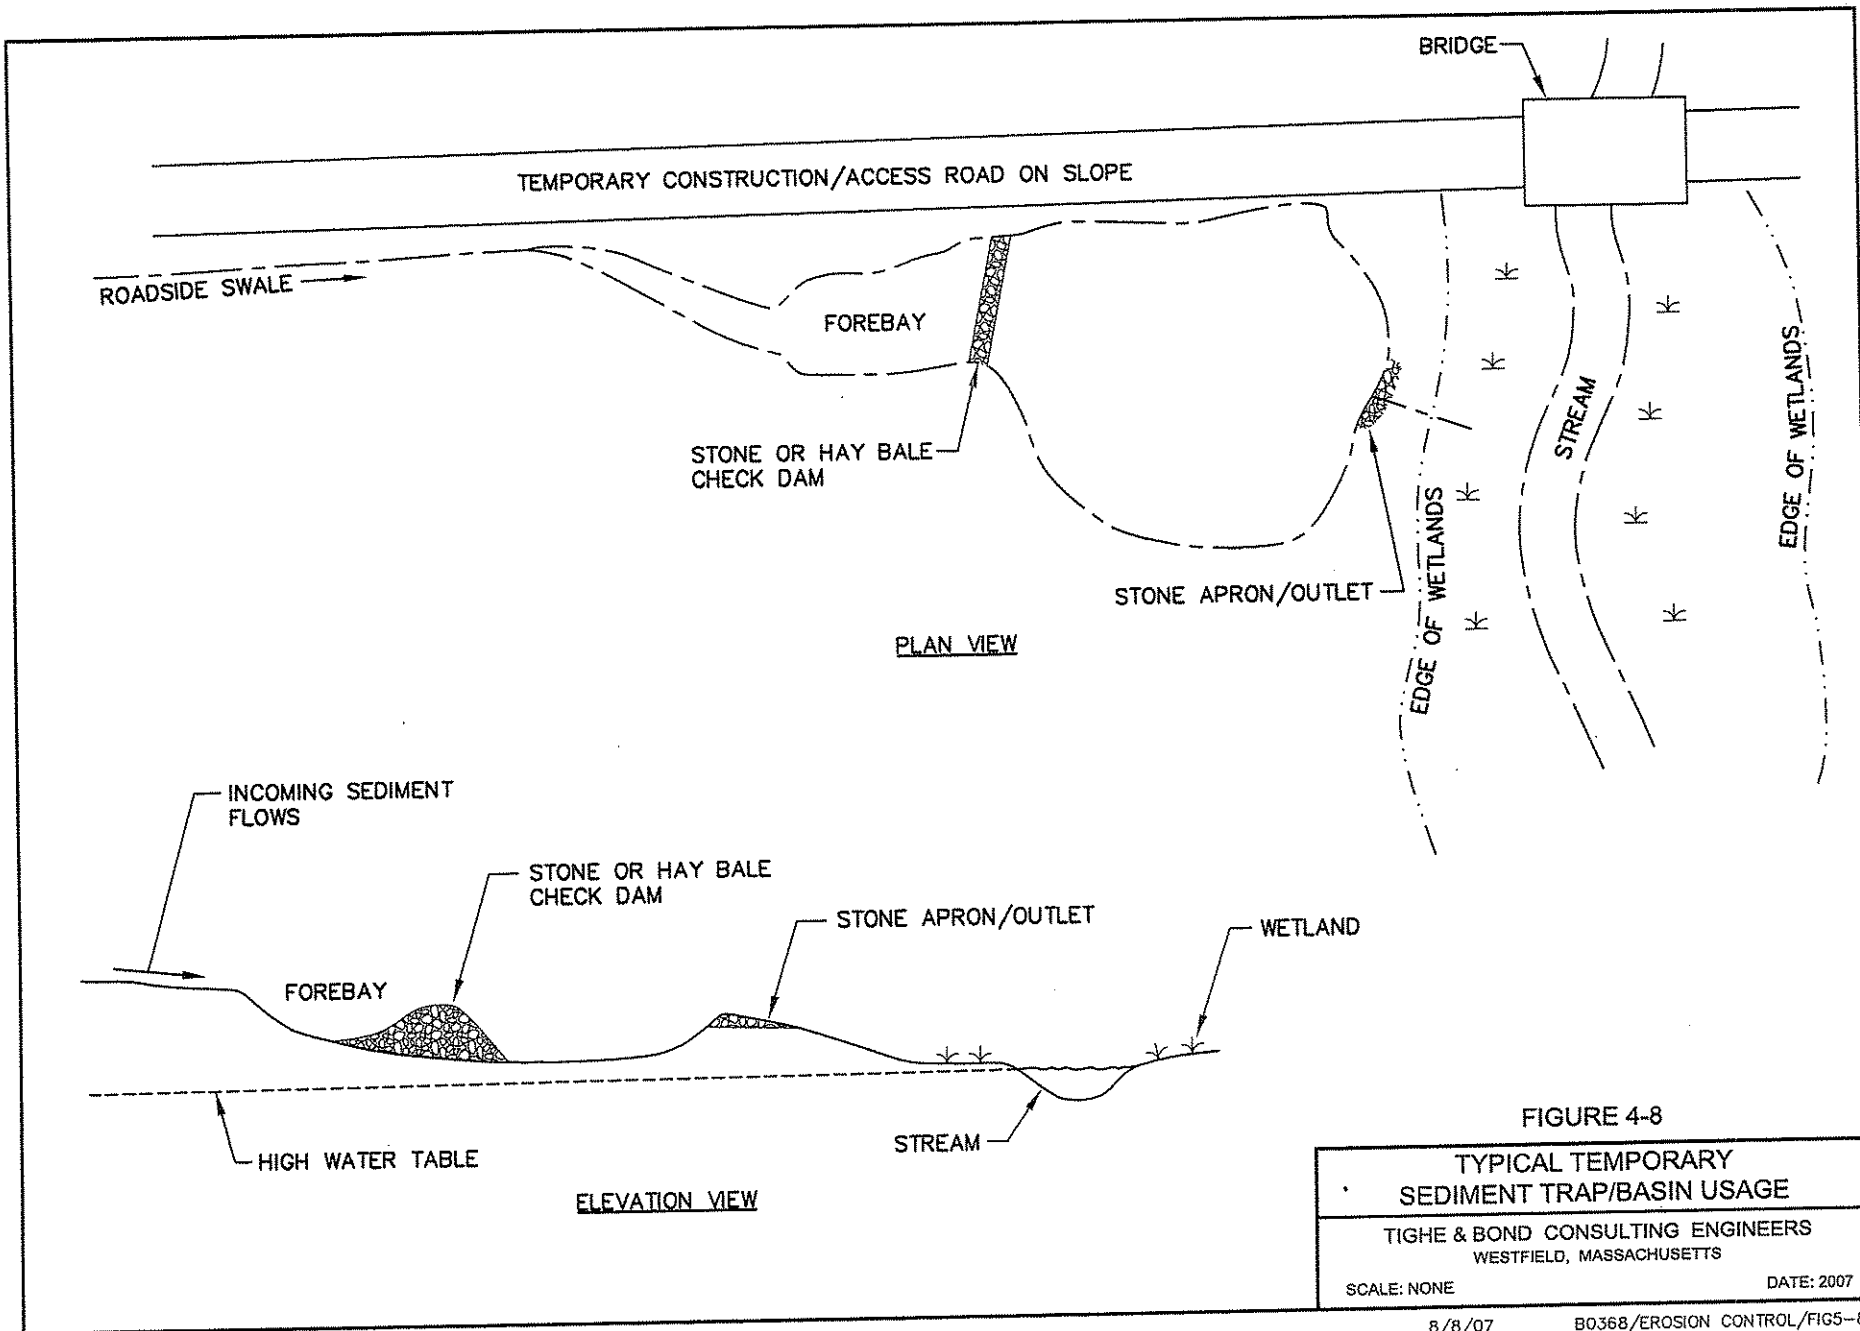 BRIDGE
TEMPORARY CONSTRUCTION/ACCESS ROAD ON SLOPE
ROADSIDE SWALE
FOREBAY
STONE OR HAY BALE
CHECK DAM
STONE APRON/OUTLET
EDGE OF WETLANDS
STREAM
EDGE OF WETLANDS
PLAN VIEW
INCOMING SEDIMENT
FLOWS
STONE OR HAY BALE
CHECK DAM
STONE APRON/OUTLET
WETLAND
FOREBAY
HIGH WATER TABLE
STREAM
ELEVATION VIEW
FIGURE 4-8
TYPICAL TEMPORARY
SEDIMENT TRAP/BASIN USAGE
TIGHE & BOND CONSULTING ENGINEERS
WESTFIELD, MASSACHUSETTS
SCALE: NONE DATE: 2007
8/8/07 B0368/EROSION CONTROL/FIG5-8